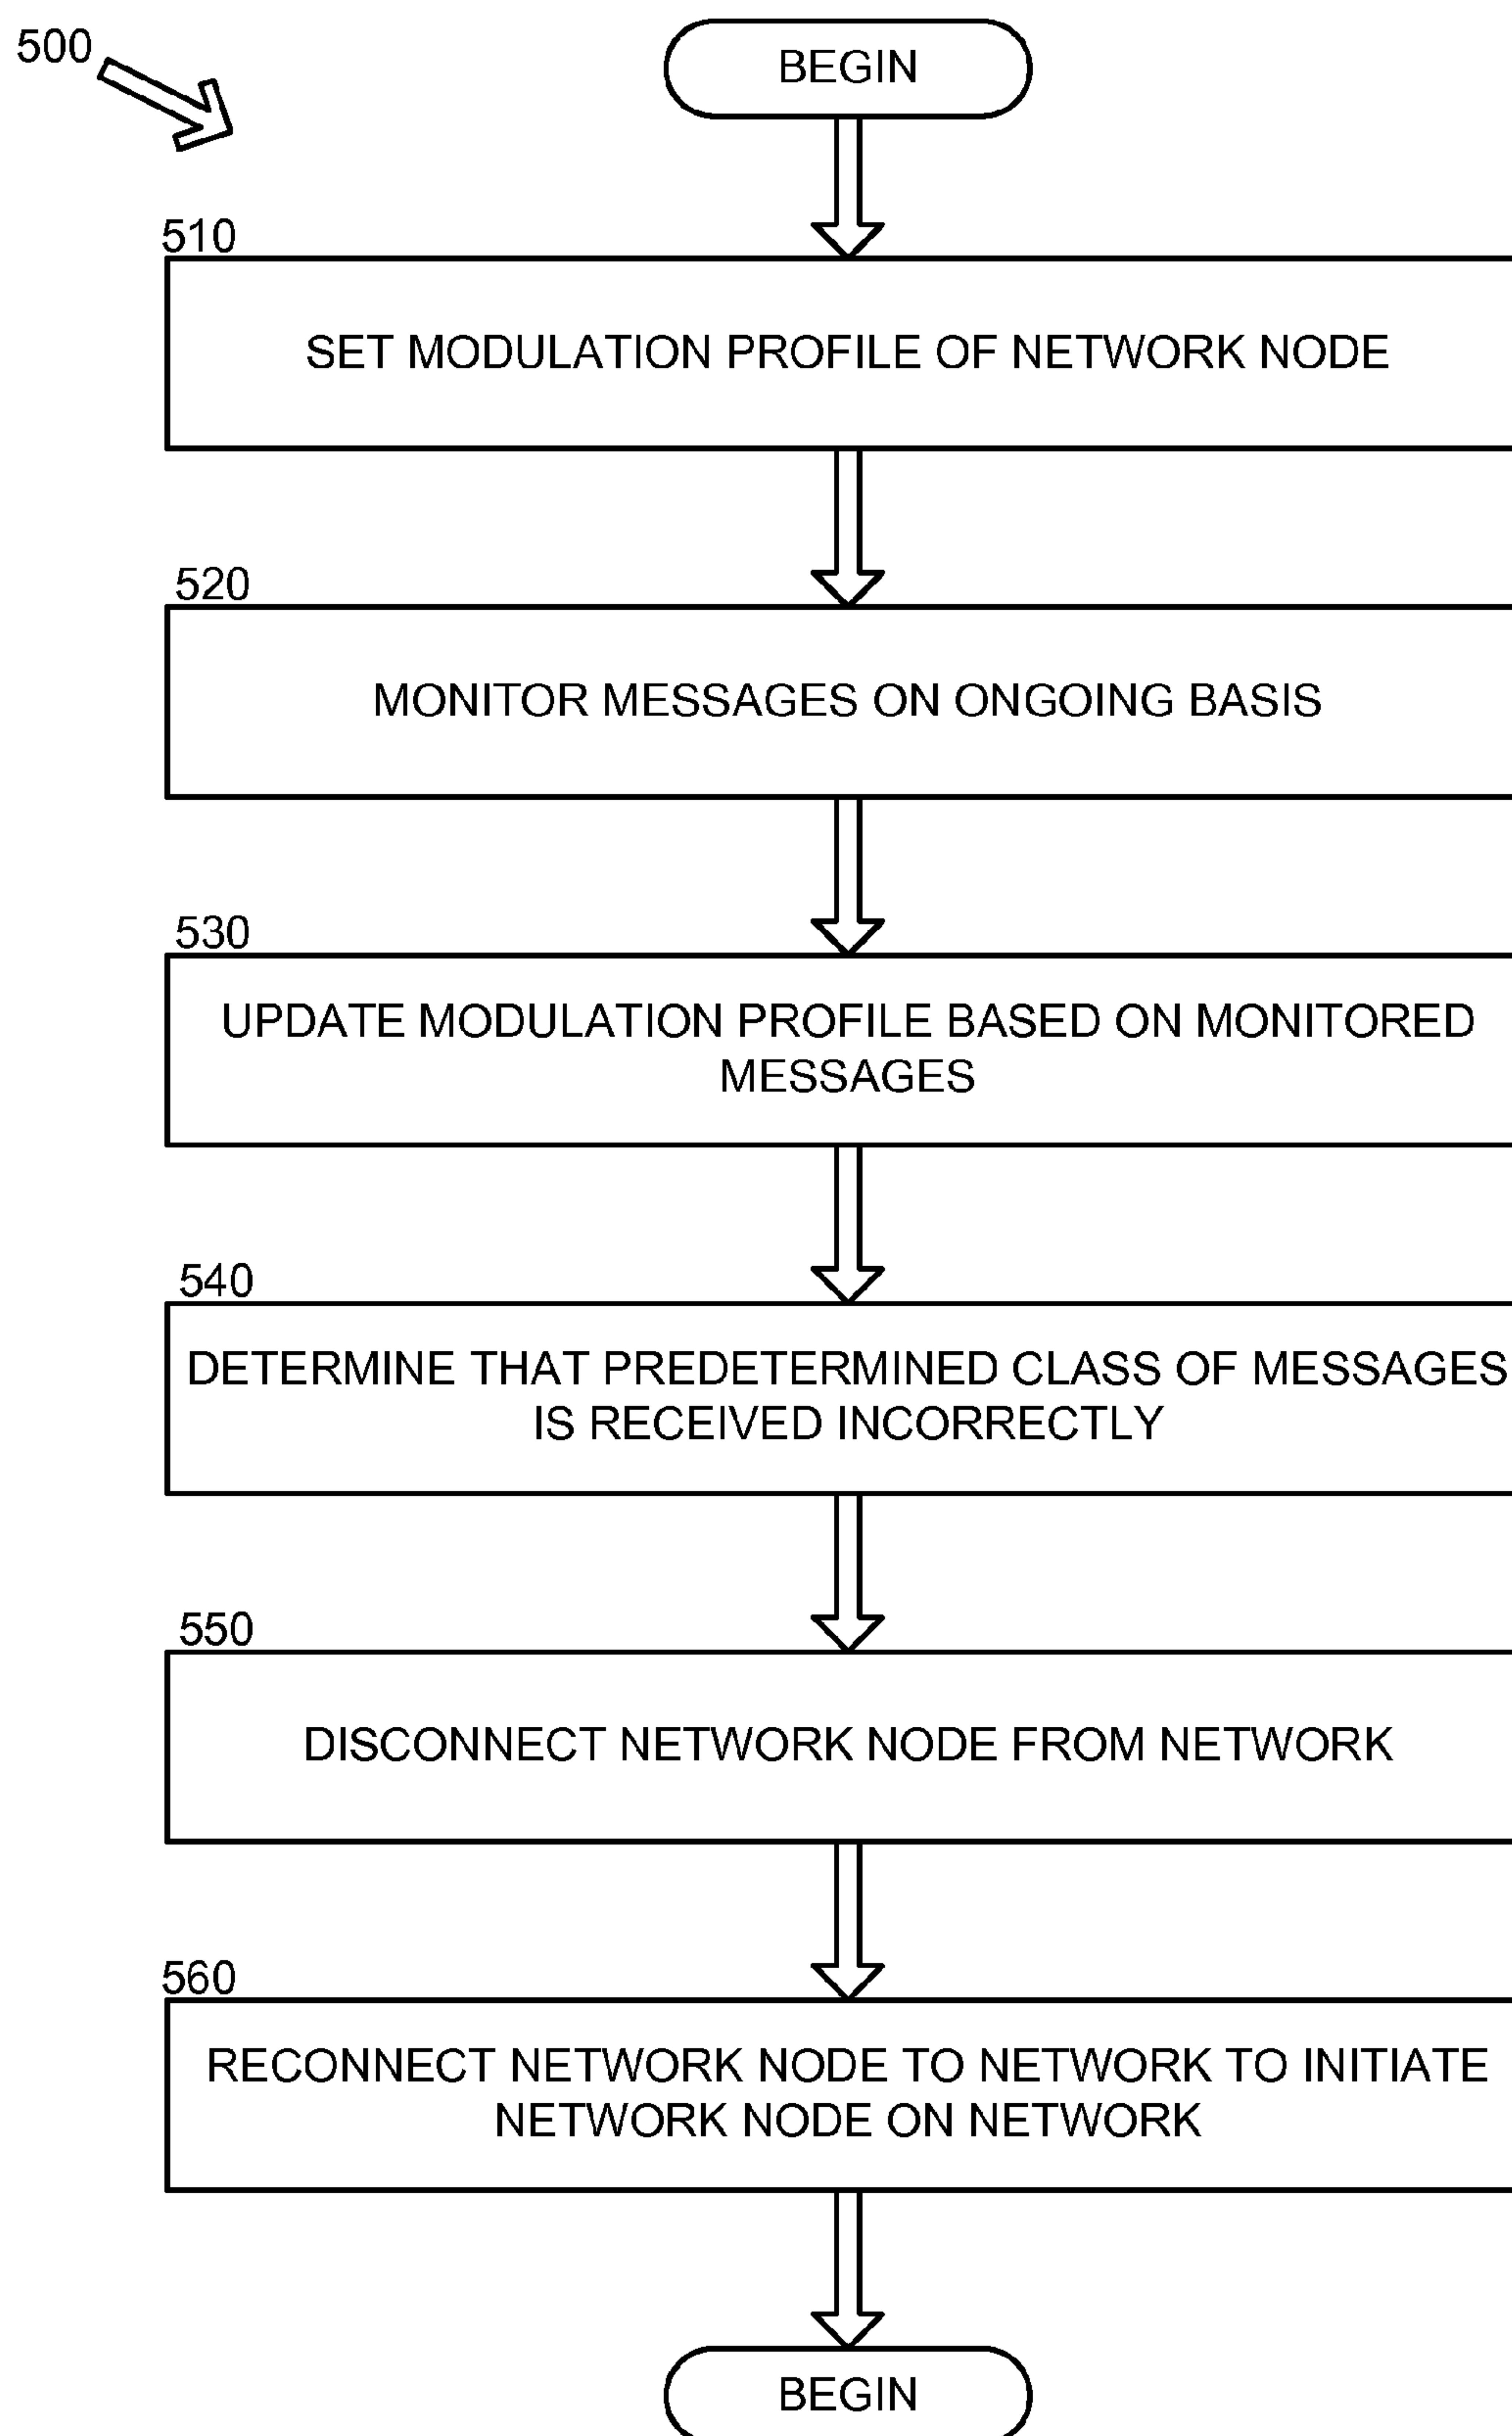 500
BEGIN
510
SET MODULATION PROFILE OF NETWORK NODE
520
MONITOR MESSAGES ON ONGOING BASIS
530
UPDATE MODULATION PROFILE BASED ON MONITORED
MESSAGES
540
DETERMINE THAT PREDETERMINED CLASS OF MESSAGES
IS RECEIVED INCORRECTLY
550
DISCONNECT NETWORK NODE FROM NETWORK
560
RECONNECT NETWORK NODE TO NETWORK TO INITIATE
NETWORK NODE ON NETWORK
BEGIN